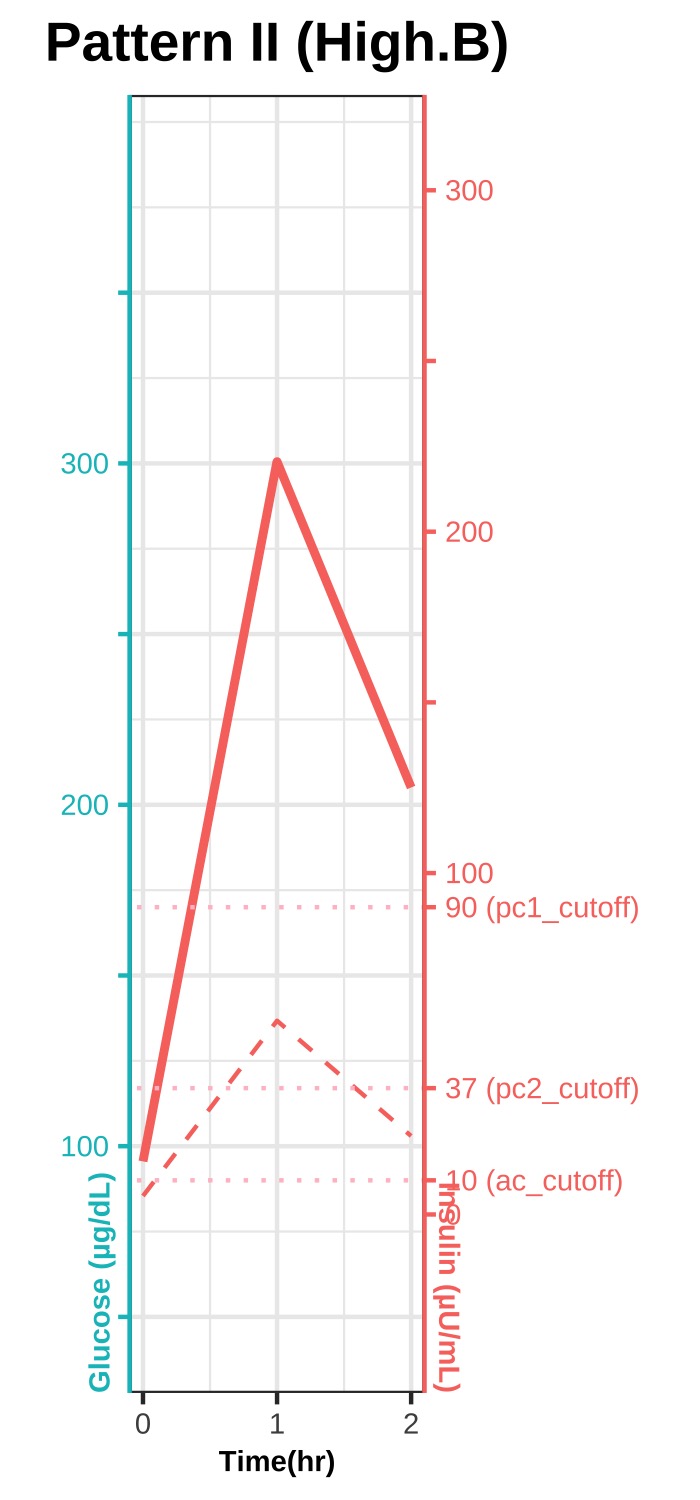 Pattern II (High.B)
300
200
100
Glucose (µg/dL)
300
200
100
90 (pc1_cutoff)
37 (pc2_cutoff)
10 (ac_cutoff)
0
Insulin (µU/mL)
0
1
2
Time(hr)